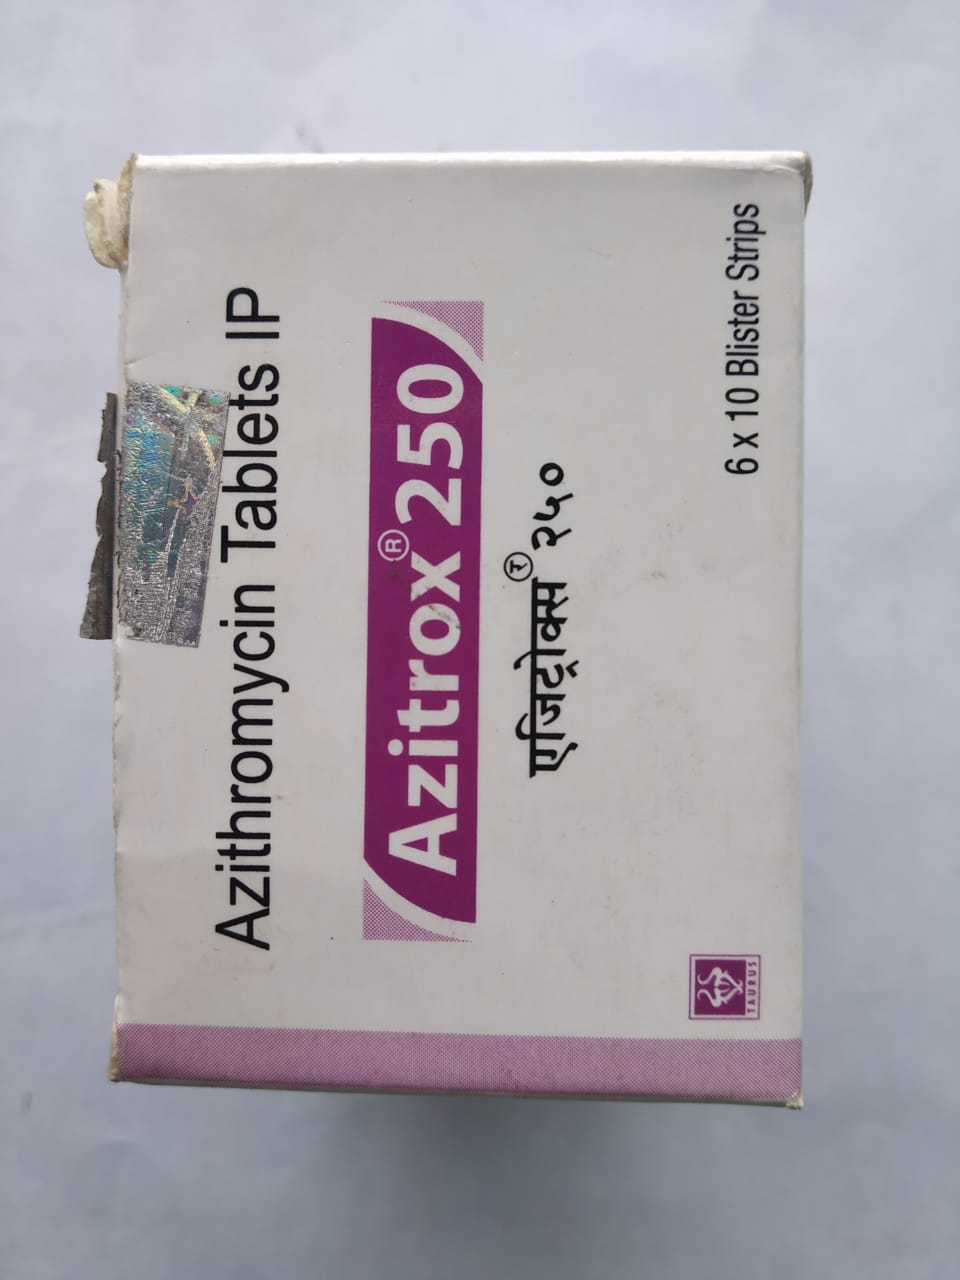 Azithromycin Tablets IP
Azitrox® 250
एजिट्रोक्स® २५०
6 x 10 Blister Strips
TAURUS